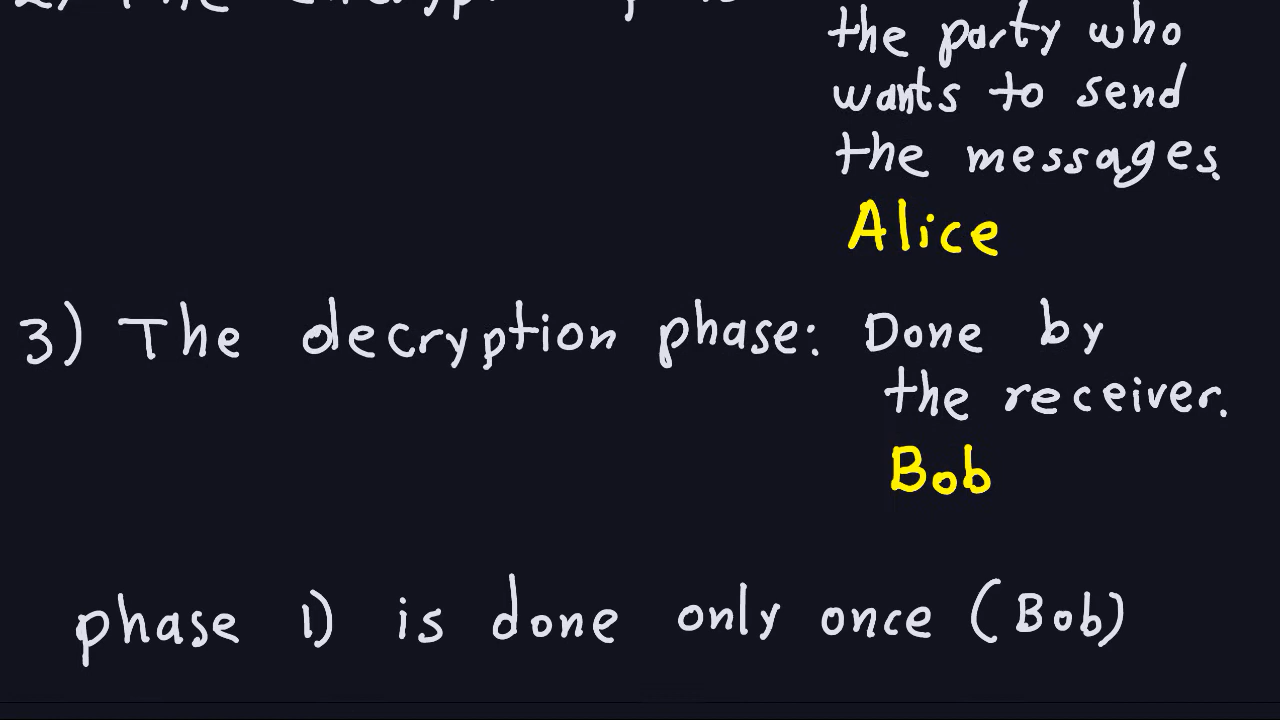 the party who
wants to send
the messages.
Alice
3) The decryption phase: Done by
the receiver.
Bob
phase 1) is done only once (Bob)